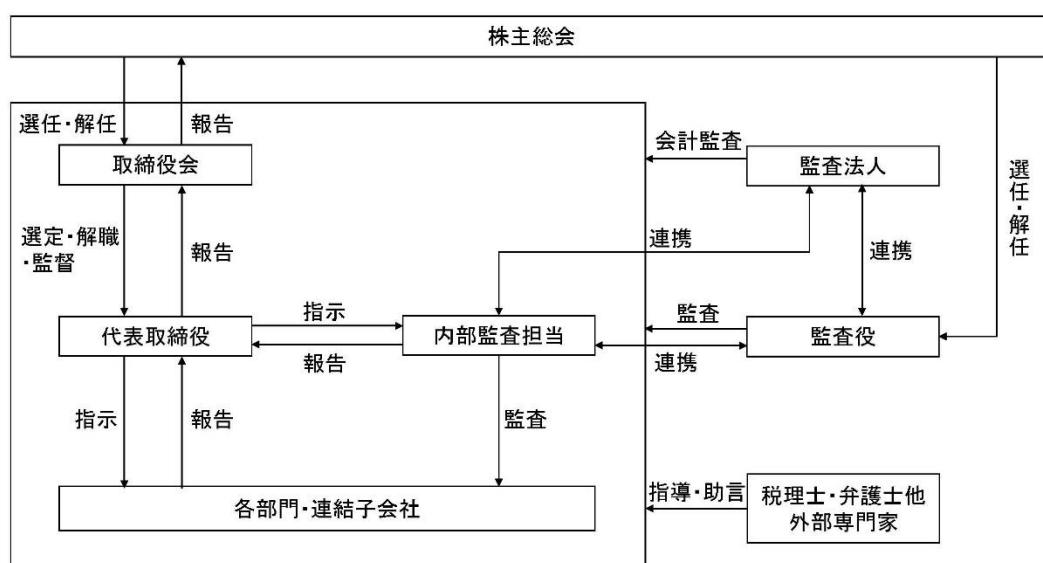 株主総会
選任・解任
報告
取締役会
会計監査
監査法人
選任・解任
選定・解職
・監督
報告
連携
連携
代表取締役
指示
報告
内部監査担当
監査
連携
監査役
指示
報告
監査
各部門・連結子会社
指導・助言
税理士・弁護士他
外部専門家